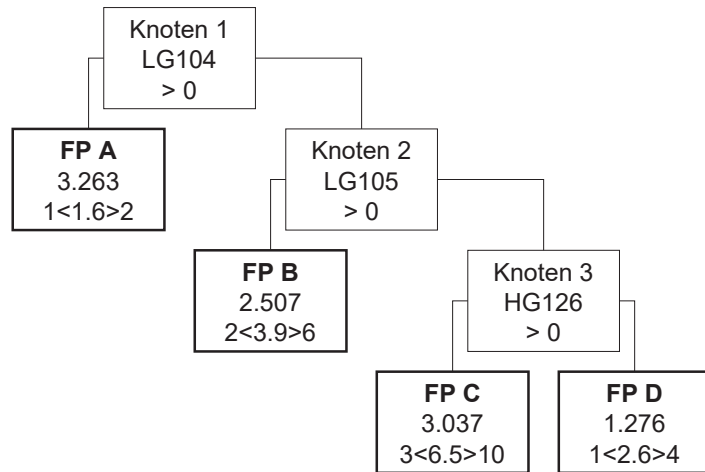 Knoten 1
LG104
> 0
FP A
3.263
1<1.6>2
Knoten 2
LG105
> 0
FP B
2.507
2<3.9>6
Knoten 3
HG126
> 0
FP C
3.037
3<6.5>10
FP D
1.276
1<2.6>4